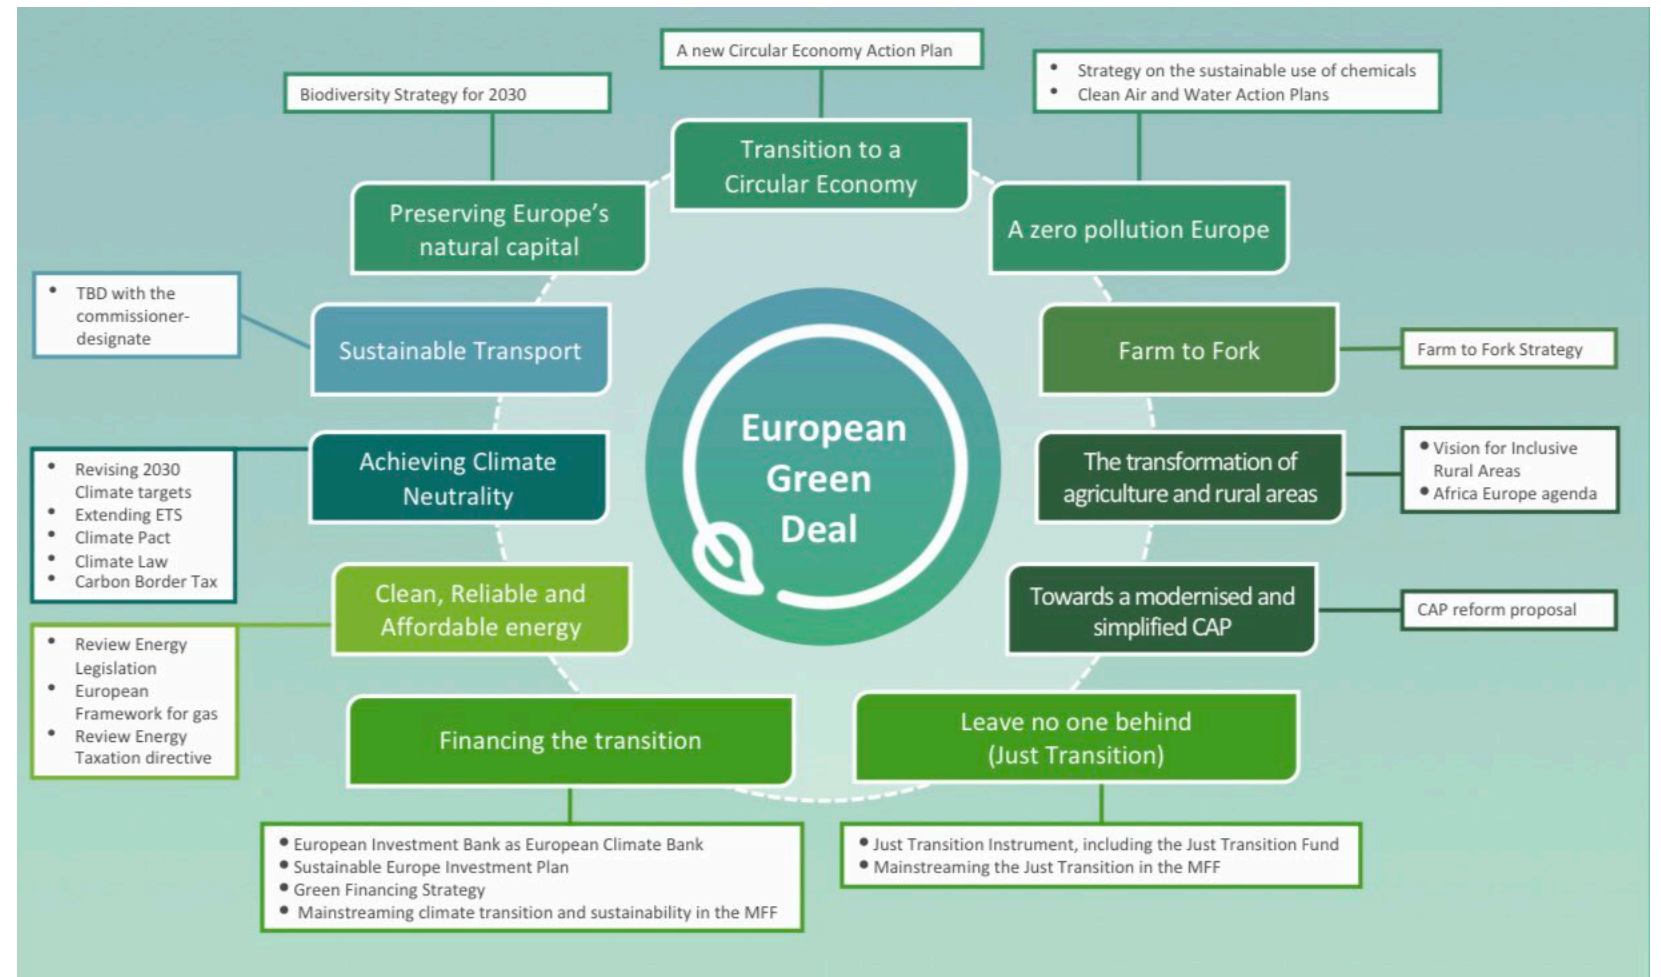 A new Circular Economy Action Plan
Biodiversity Strategy for 2030
• Strategy on the sustainable use of chemicals
• Clean Air and Water Action Plans
Transition to a
Circular Economy
Preserving Europe's
natural capital
A zero pollution Europe
• TBD with the
commissioner-
designate
Sustainable Transport
Farm to Fork
Farm to Fork Strategy
European
Green
Deal
• Revising 2030
Climate targets
• Extending ETS
• Climate Pact
• Climate Law
• Carbon Border Tax
Achieving Climate
Neutrality
The transformation of
agriculture and rural areas
• Vision for Inclusive
Rural Areas
• Africa Europe agenda
Clean, Reliable and
Affordable energy
Towards a modernised and
simplified CAP
CAP reform proposal
• Review Energy
Legislation
• European
Framework for gas
• Review Energy
Taxation directive
Financing the transition
Leave no one behind
(Just Transition)
• European Investment Bank as European Climate Bank
• Sustainable Europe Investment Plan
• Green Financing Strategy
• Mainstreaming climate transition and sustainability in the MFF
• Just Transition Instrument, including the Just Transition Fund
• Mainstreaming the Just Transition in the MFF